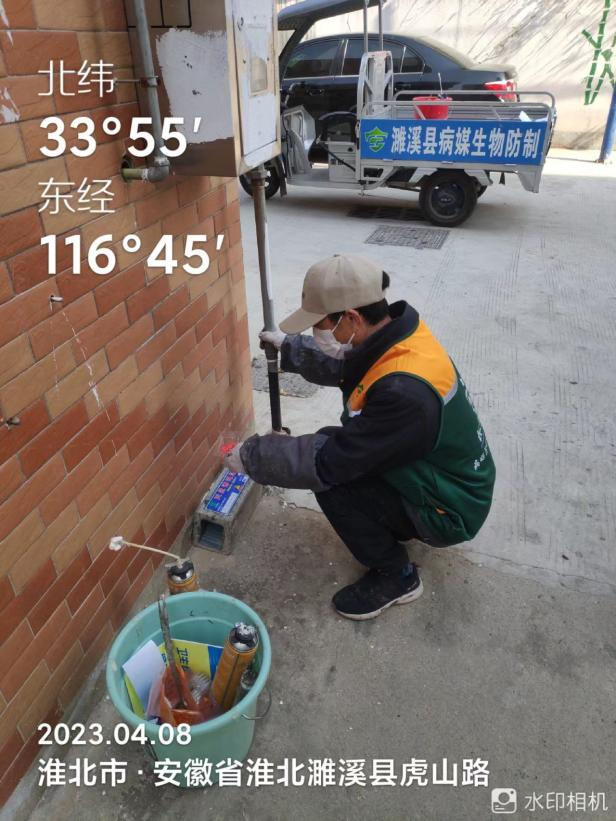 北纬
33°55′
东经
116°45′
濉溪县病媒生物防制
2023.04.08
淮北市·安徽省淮北濉溪县虎山路
水印相机